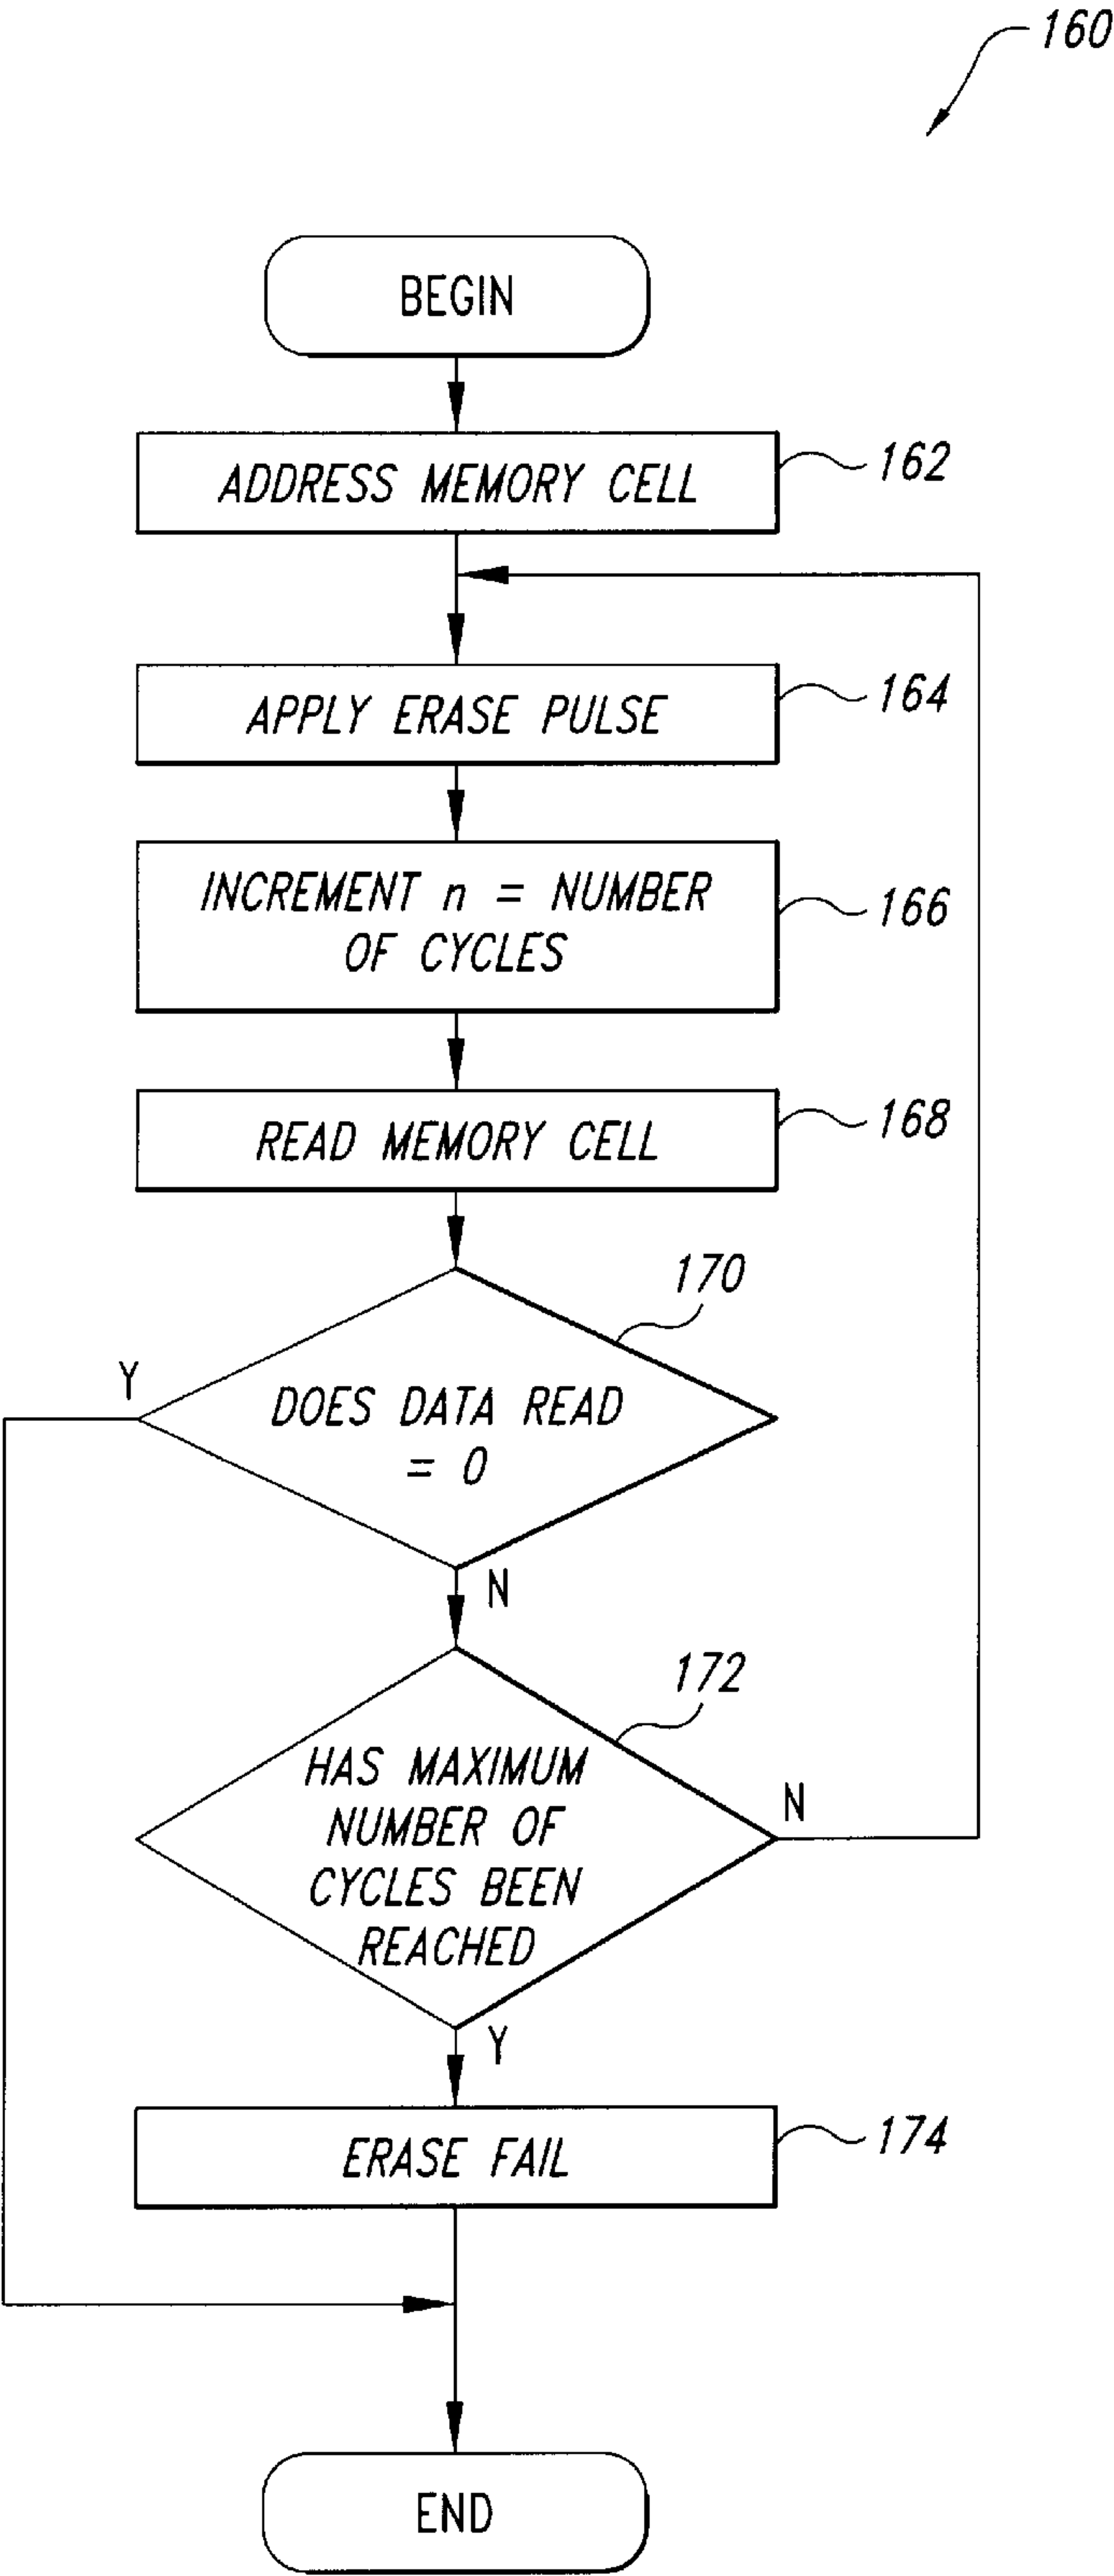 160
BEGIN
ADDRESS MEMORY CELL
162
APPLY ERASE PULSE
164
INCREMENT n = NUMBER
OF CYCLES
166
READ MEMORY CELL
168
170
Y
DOES DATA READ
= 0
N
172
HAS MAXIMUM
NUMBER OF
CYCLES BEEN
REACHED
N
Y
ERASE FAIL
174
END